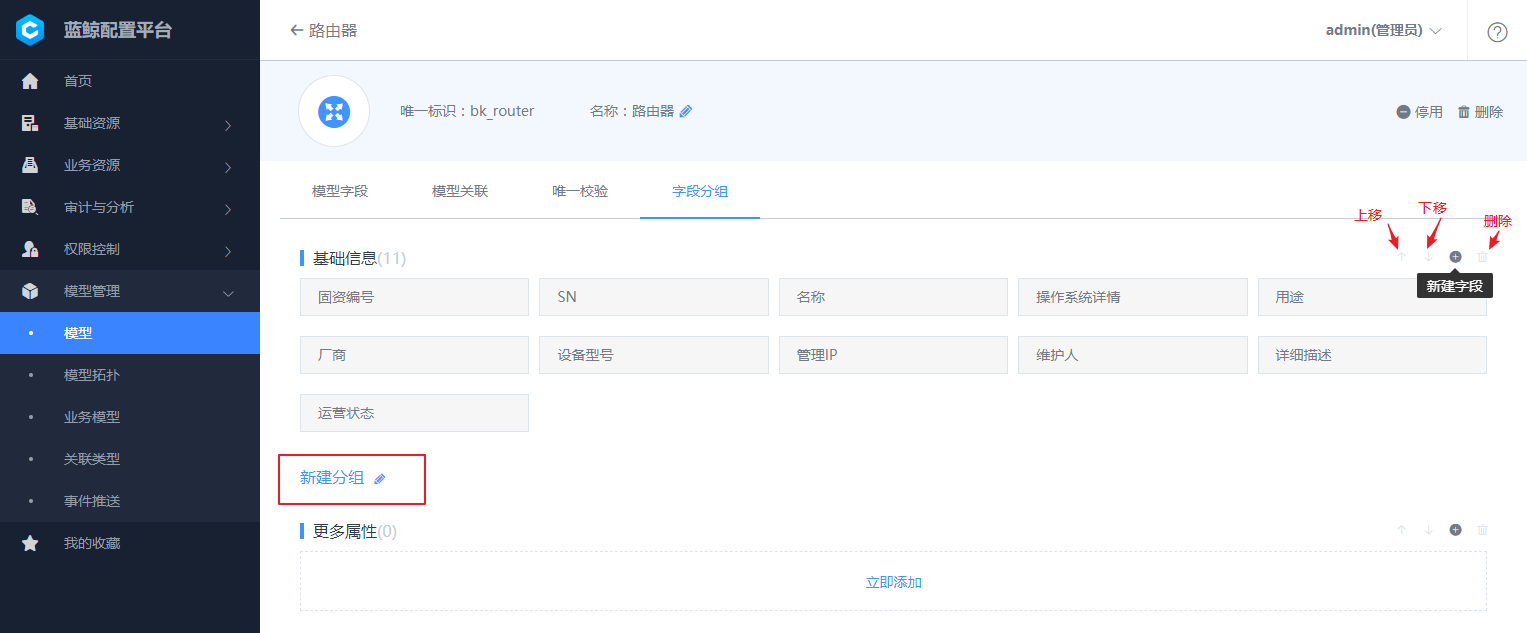 蓝鲸配置平台
首页
基础资源
业务资源
审计与分析
权限控制
模型管理
模型
模型拓扑
业务模型
关联类型
事件推送
我的收藏
路由器
admin(管理员)
唯一标识：bk_router
名称：路由器
停用
删除
模型字段
模型关联
唯一校验
字段分组
上移
下移
删除
基础信息(11)
新建字段
固资编号
SN
名称
操作系统详情
用途
厂商
设备型号
管理IP
维护人
详细描述
运营状态
新建分组
更多属性(0)
立即添加